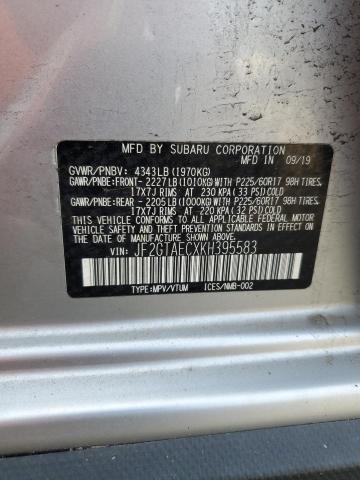 MFD BY SUBARU CORPORATION
IN 09/19
GVWR/PNBV: 4343LB (1970KG)
GAWR/PNBE:FRONT- 2227LB(1010KG)WITH P225/60R17 98H TIRES,
17X7J RIMS AT 230 KPA(33 PSI)COLD
GAWR/PNBE:REAR - 2205LB(1000KG)WITH P225/60R17 98H TIRES,
17X7J RIMS AT 220 KPA(32 PSI)COLD
THIS VEHICLE CONFORMS TO ALL APPLICABLE FEDERAL MOTOR VEHICLE
SAFETY, BUMPER, AND THEFT PREVENTION STANDARDS IN EFFECT ON
THE DATE OF MANUFACTURE SHOWN ABOVE.
VIN: JF2GTAECXKH395583
TYPE:MPV/VTUM ICES/NMB-002